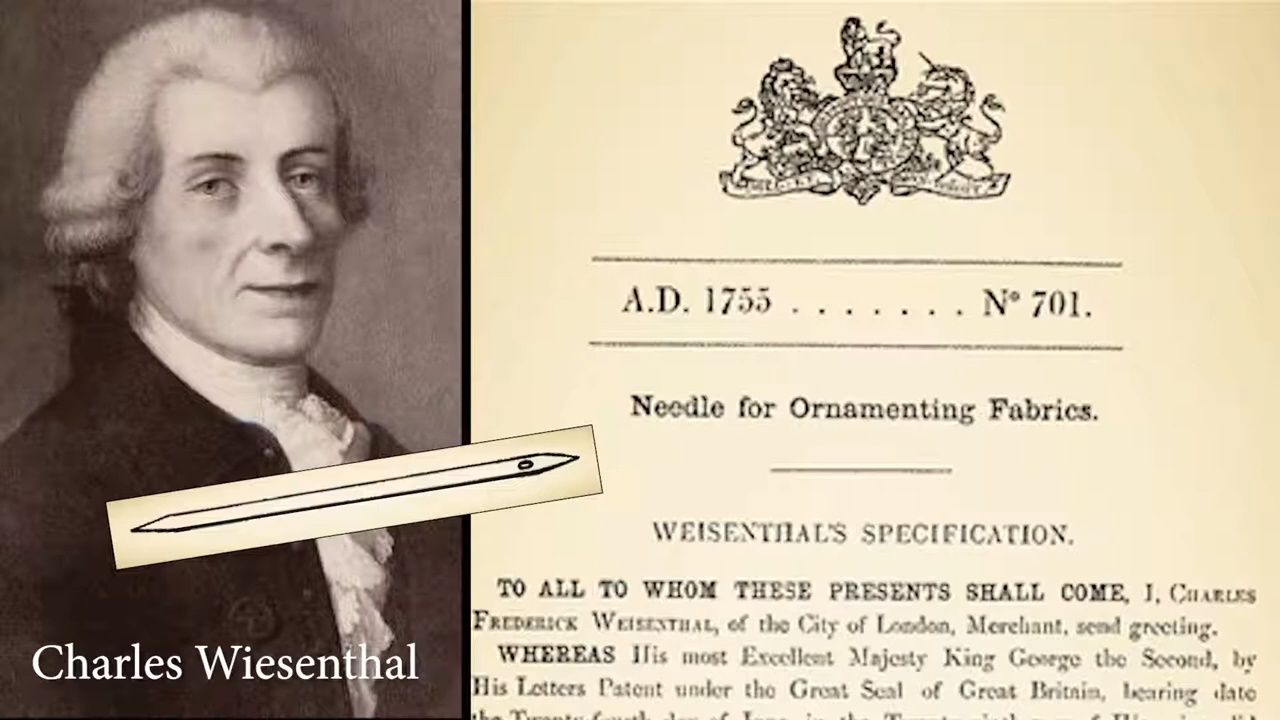 A.D. 1755 . . . . . . . Nº 701.
Needle for Ornamenting Fabrics.
WEISENTHAL'S SPECIFICATION.
TO ALL TO WHOM THESE PRESENTS SHALL COME, I, CHARLES
FREDERICK WEISENTHAL, of the City of London, Merchant, send greeting.
WHEREAS His most Excellent Majesty King George the Second, by
His Letters Patent under the Great Seal of Great Britain, bearing date
Charles Wiesenthal